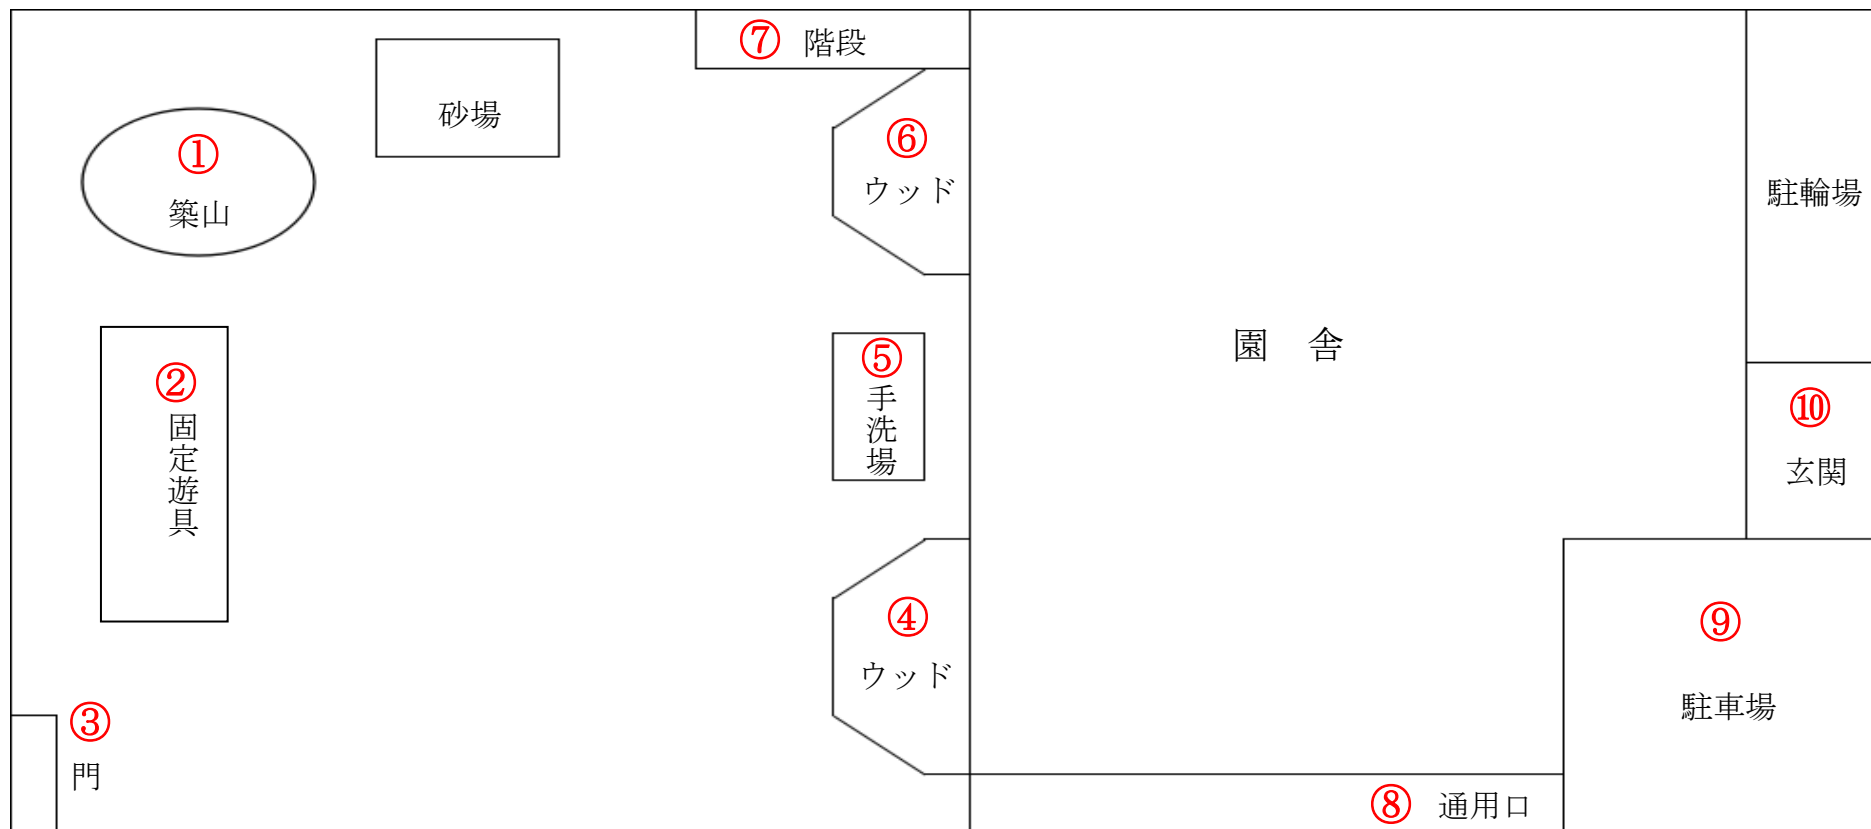 ⑦ 階段
砂場
①
築山
⑥
ウッド
駐輪場
園 舎
⑤
手洗場
②
固定遊具
⑩
玄関
④
ウッド
⑨
駐車場
③
門
⑧ 通用口